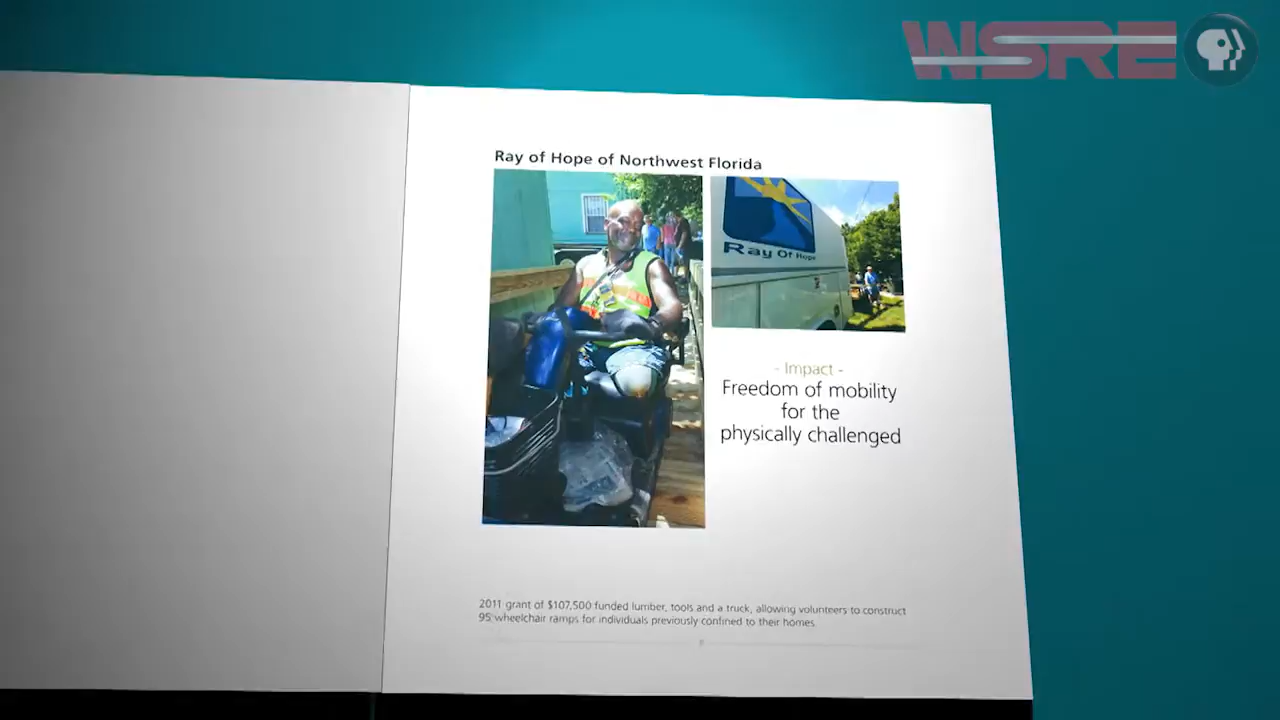 WSRE
Ray of Hope of Northwest Florida
Ray Of Hope
- Impact -
Freedom of mobility
for the
physically challenged
2011 grant of $107,500 funded lumber, tools and a truck, allowing volunteers to construct
95 wheelchair ramps for individuals previously confined to their homes.